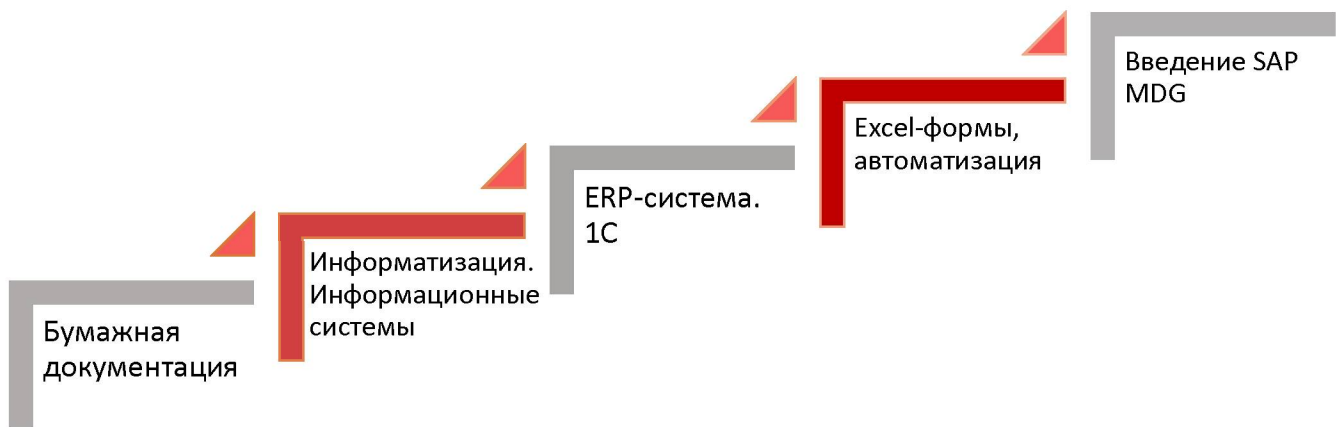 Бумажная
документация
Информатизация.
Информационные
системы
ERP-система.
1С
Excel-формы,
автоматизация
Введение SAP
MDG